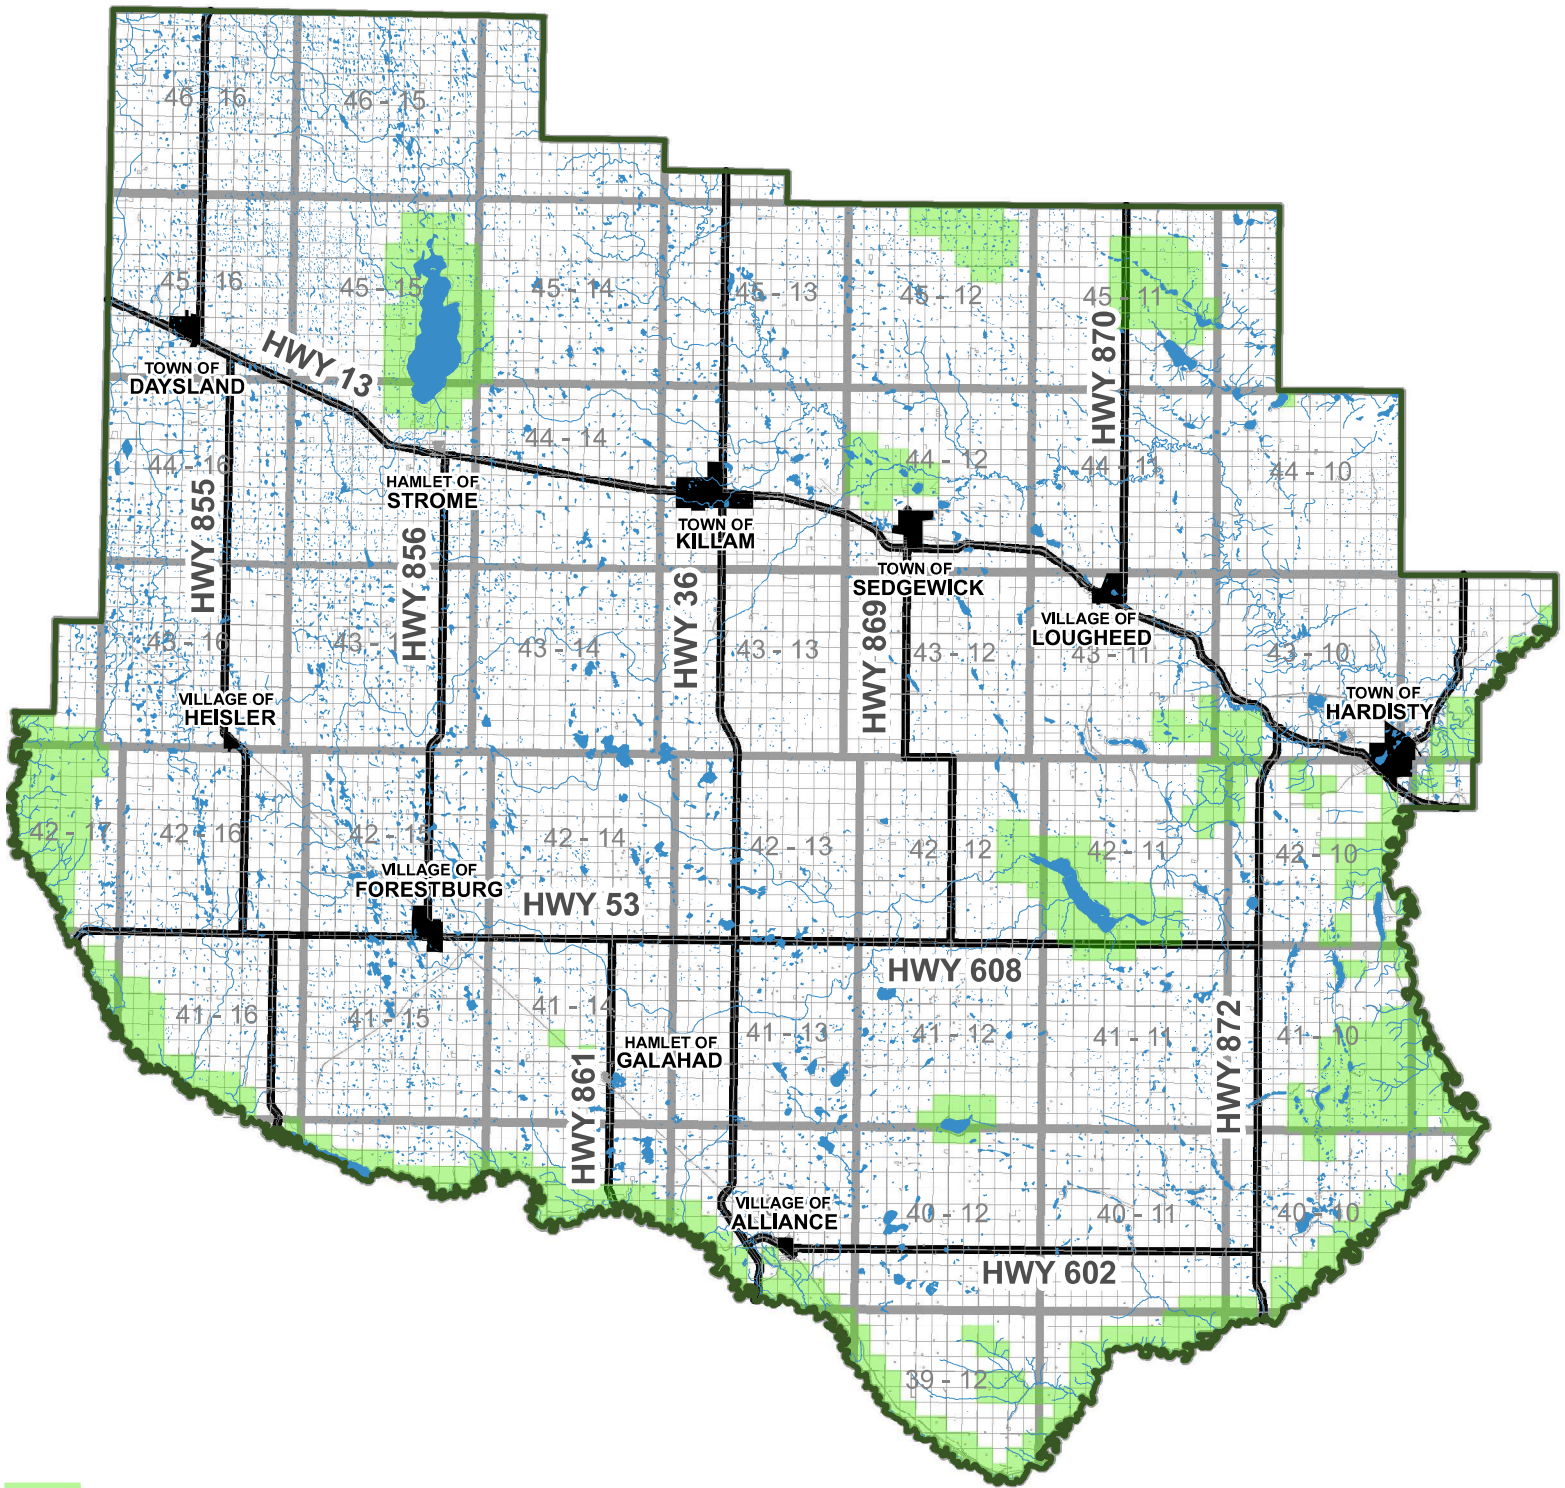 46 - 16
46 - 15
45 - 16
45 - 15
45 - 14
45 - 13
45 - 12
45 - 11
HWY 13
HWY 870
TOWN OF
DAYSLAND
44 - 16
44 - 14
44 - 12
44 - 11
44 - 10
HAMLET OF
STROME
HWY 855
HWY 856
TOWN OF
KILLAM
TOWN OF
SEDGEWICK
HWY 36
HWY 869
VILLAGE OF
LOUGHEED
43 - 16
43 - 1
43 - 14
43 - 13
43 - 12
43 - 11
43 - 10
VILLAGE OF
HEISLER
TOWN OF
HARDISTY
42 - 17
42 - 16
42 - 15
42 - 14
42 - 13
42 - 12
42 - 11
42 - 10
VILLAGE OF
FORESTBURG
HWY 53
HWY 608
41 - 16
41 - 15
41 - 14
41 - 13
41 - 12
41 - 11
41 - 10
HAMLET OF
GALAHAD
HWY 861
HWY 872
VILLAGE OF
ALLIANCE
40 - 12
40 - 11
40 - 10
HWY 602
39 - 12